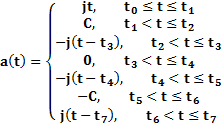 jt, t₀ ≤ t ≤ t₁
C, t₁ < t ≤ t₂
−j(t−t₃), t₂ < t ≤ t₃
a(t)= 0, t₃ < t ≤ t₄
−j(t−t₄), t₄ < t ≤ t₅
−C, t₅ < t ≤ t₆
j(t−t₇), t₆ < t ≤ t₇